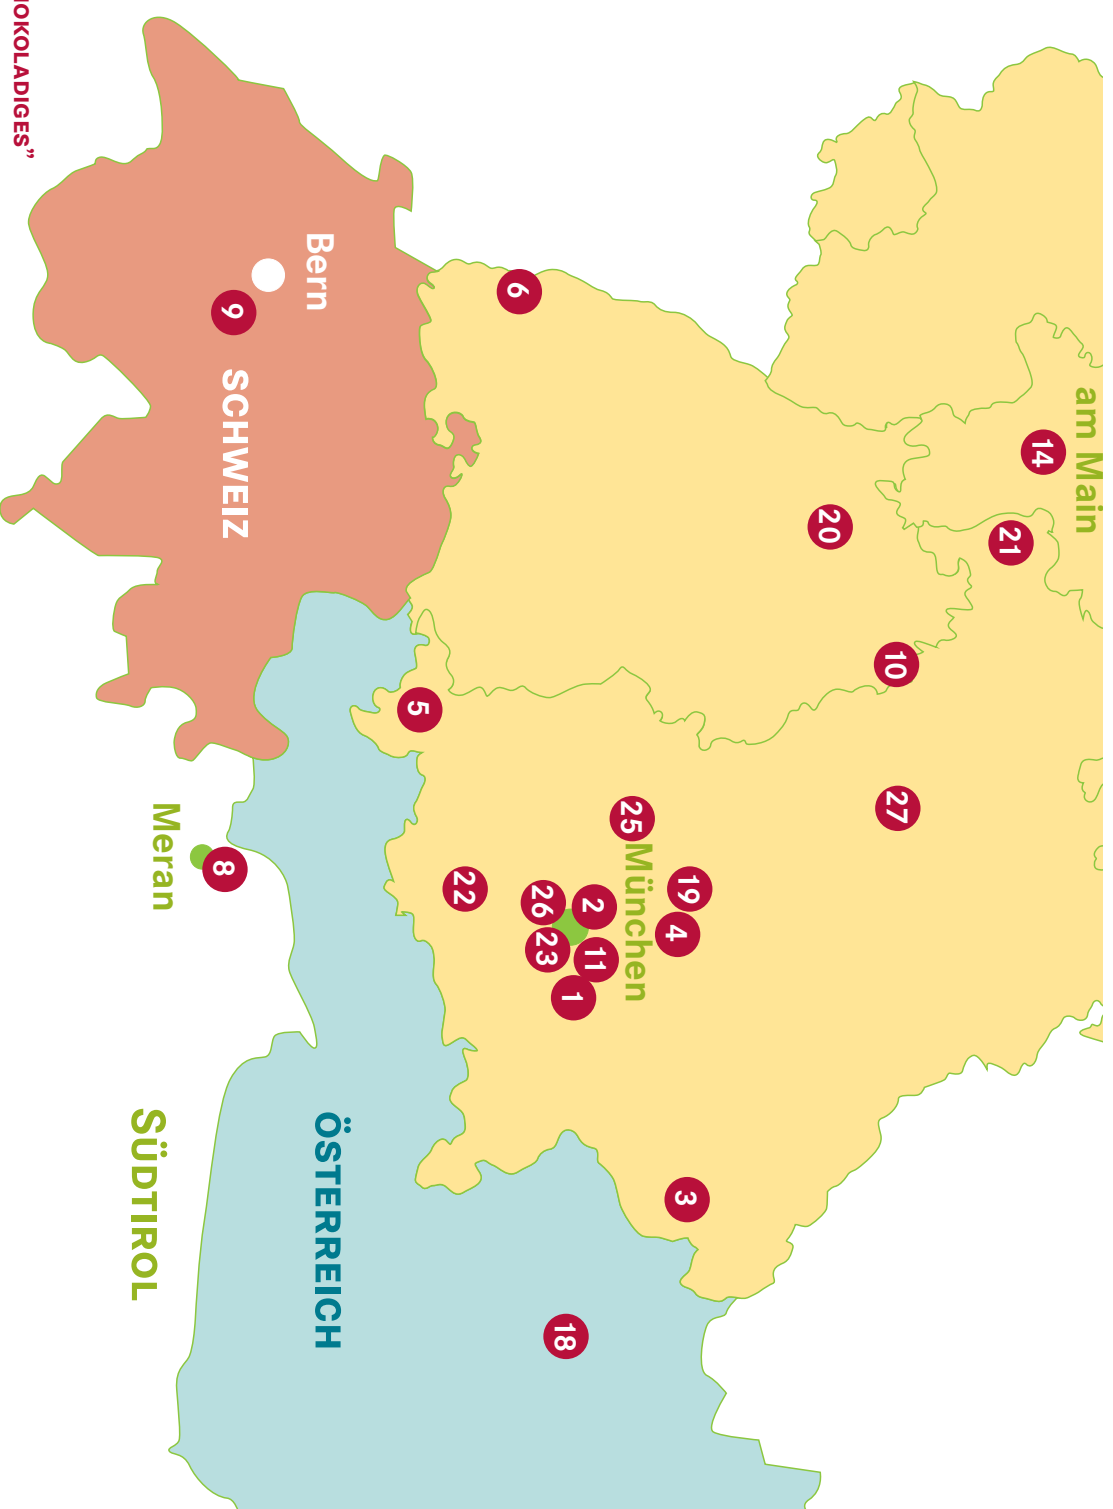 am Main
14
21
10
27
20
19
4
3
25
München
2
11
1
18
26
23
6
22
5
Bern
ÖSTERREICH
9
SCHWEIZ
8
Meran
SÜDTIROL
OKOLADIGES”